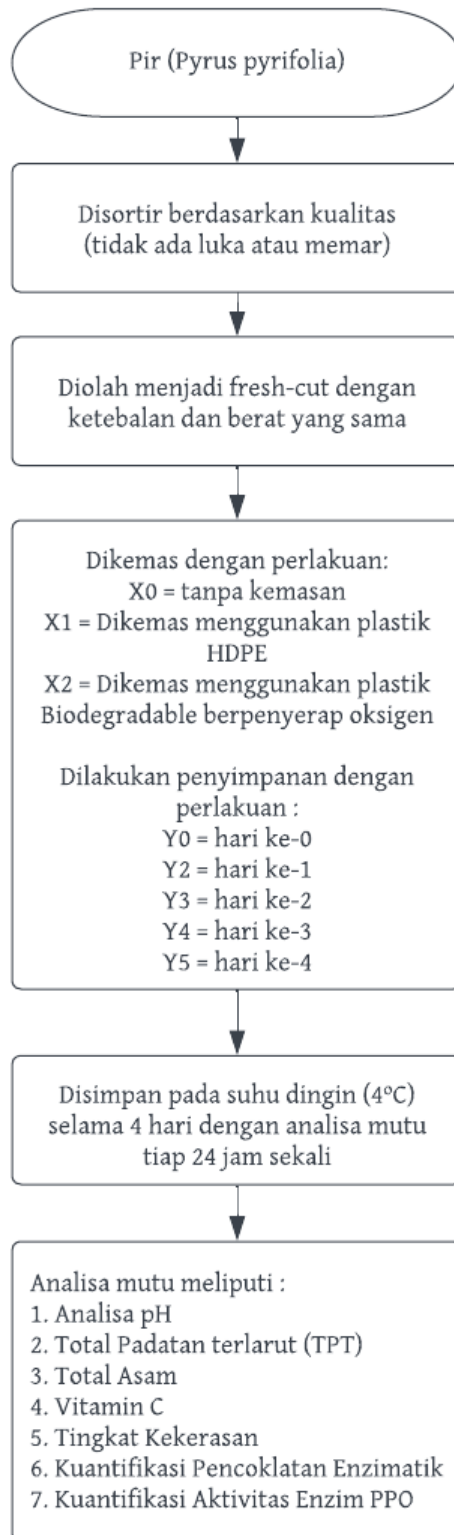 Pir (Pyrus pyrifolia)
Disortir berdasarkan kualitas
(tidak ada luka atau memar)
Diolah menjadi fresh-cut dengan
ketebalan dan berat yang sama
Dikemas dengan perlakuan:
X0 = tanpa kemasan
X1 = Dikemas menggunakan plastik
HDPE
X2 = Dikemas menggunakan plastik
Biodegradable berpenyerap oksigen
Dilakukan penyimpanan dengan
perlakuan :
Y0 = hari ke-0
Y2 = hari ke-1
Y3 = hari ke-2
Y4 = hari ke-3
Y5 = hari ke-4
Disimpan pada suhu dingin (4ºC)
selama 4 hari dengan analisa mutu
tiap 24 jam sekali
Analisa mutu meliputi :
1. Analisa pH
2. Total Padatan terlarut (TPT)
3. Total Asam
4. Vitamin C
5. Tingkat Kekerasan
6. Kuantifikasi Pencoklatan Enzimatik
7. Kuantifikasi Aktivitas Enzim PPO